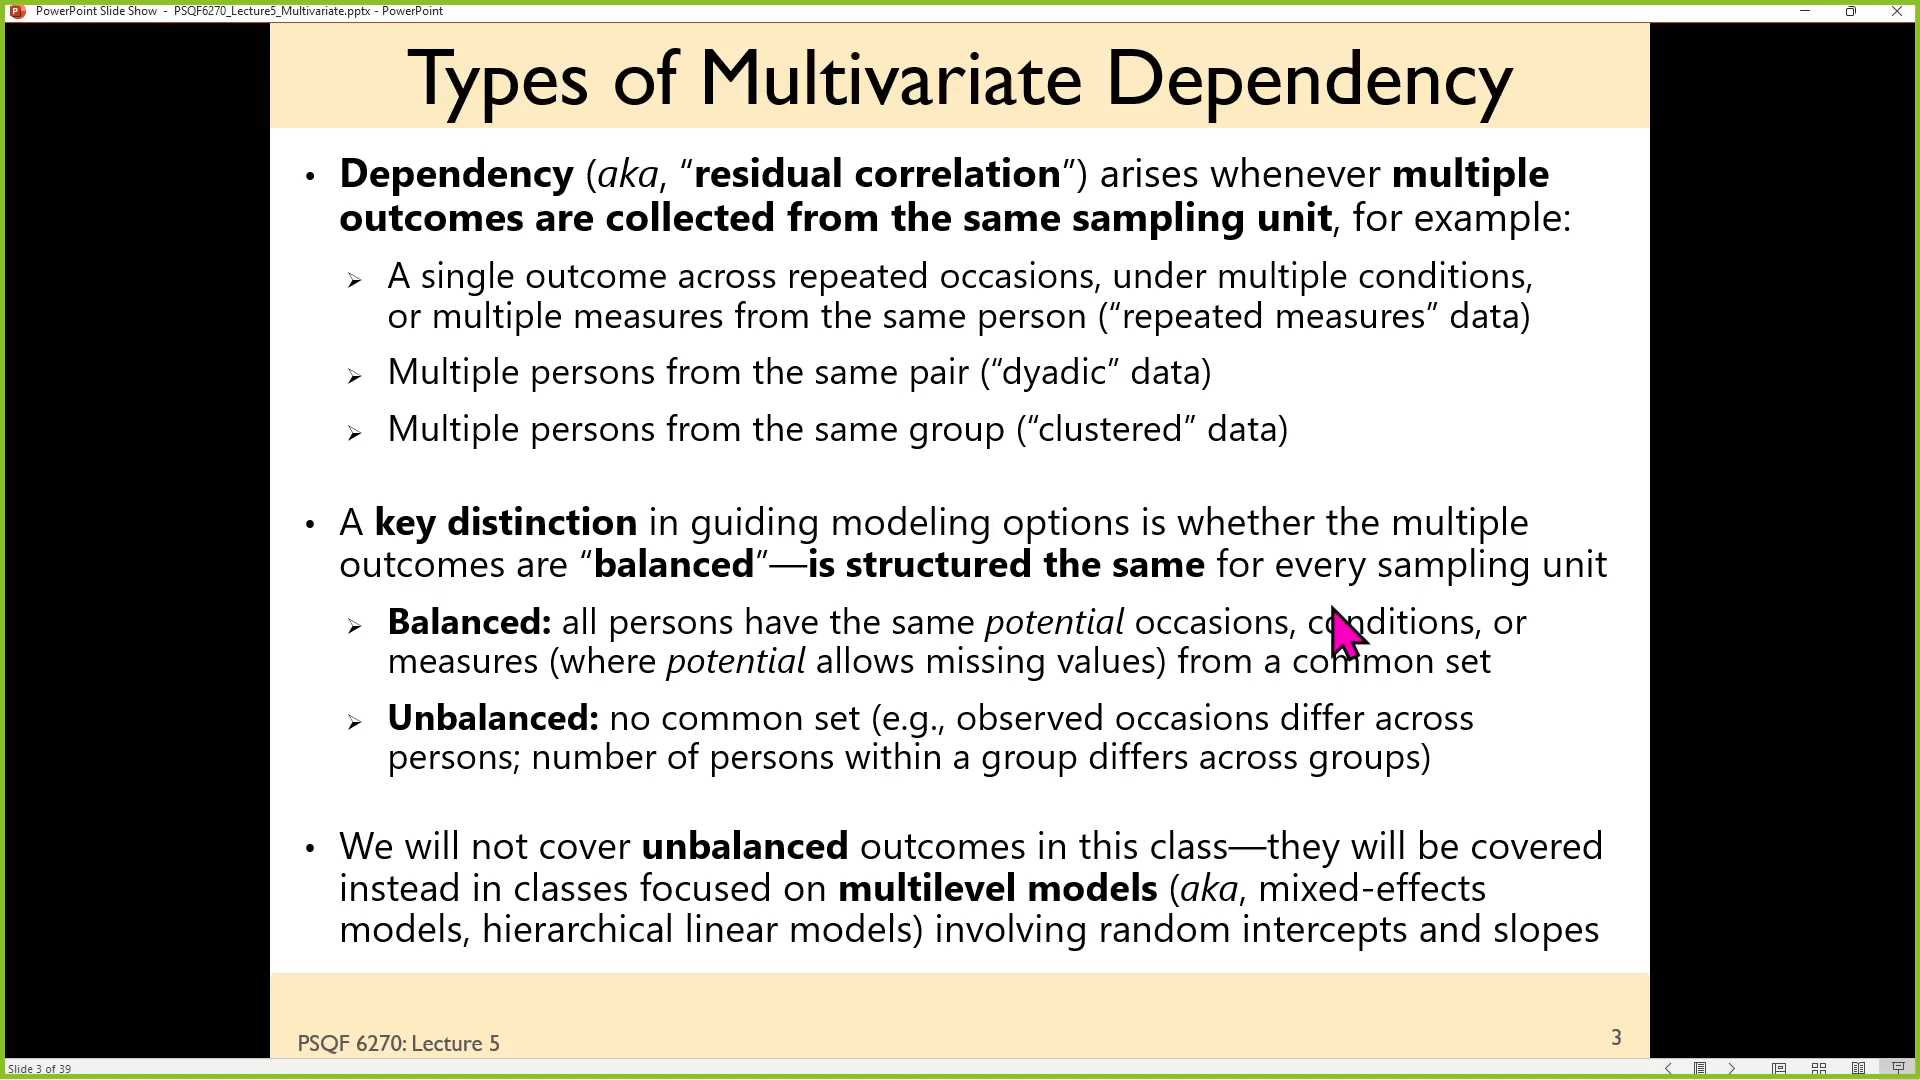 PowerPoint Slide Show - PSQF6270_Lecture5_Multivariate.pptx - PowerPoint
Types of Multivariate Dependency
• Dependency (aka, “residual correlation”) arises whenever multiple
outcomes are collected from the same sampling unit, for example:
➢ A single outcome across repeated occasions, under multiple conditions,
or multiple measures from the same person (“repeated measures” data)
➢ Multiple persons from the same pair (“dyadic” data)
➢ Multiple persons from the same group (“clustered” data)
• A key distinction in guiding modeling options is whether the multiple
outcomes are “balanced”—is structured the same for every sampling unit
➢ Balanced: all persons have the same potential occasions, conditions, or
measures (where potential allows missing values) from a common set
➢ Unbalanced: no common set (e.g., observed occasions differ across
persons; number of persons within a group differs across groups)
• We will not cover unbalanced outcomes in this class—they will be covered
instead in classes focused on multilevel models (aka, mixed-effects
models, hierarchical linear models) involving random intercepts and slopes
PSQF 6270: Lecture 5
3
Slide 3 of 39